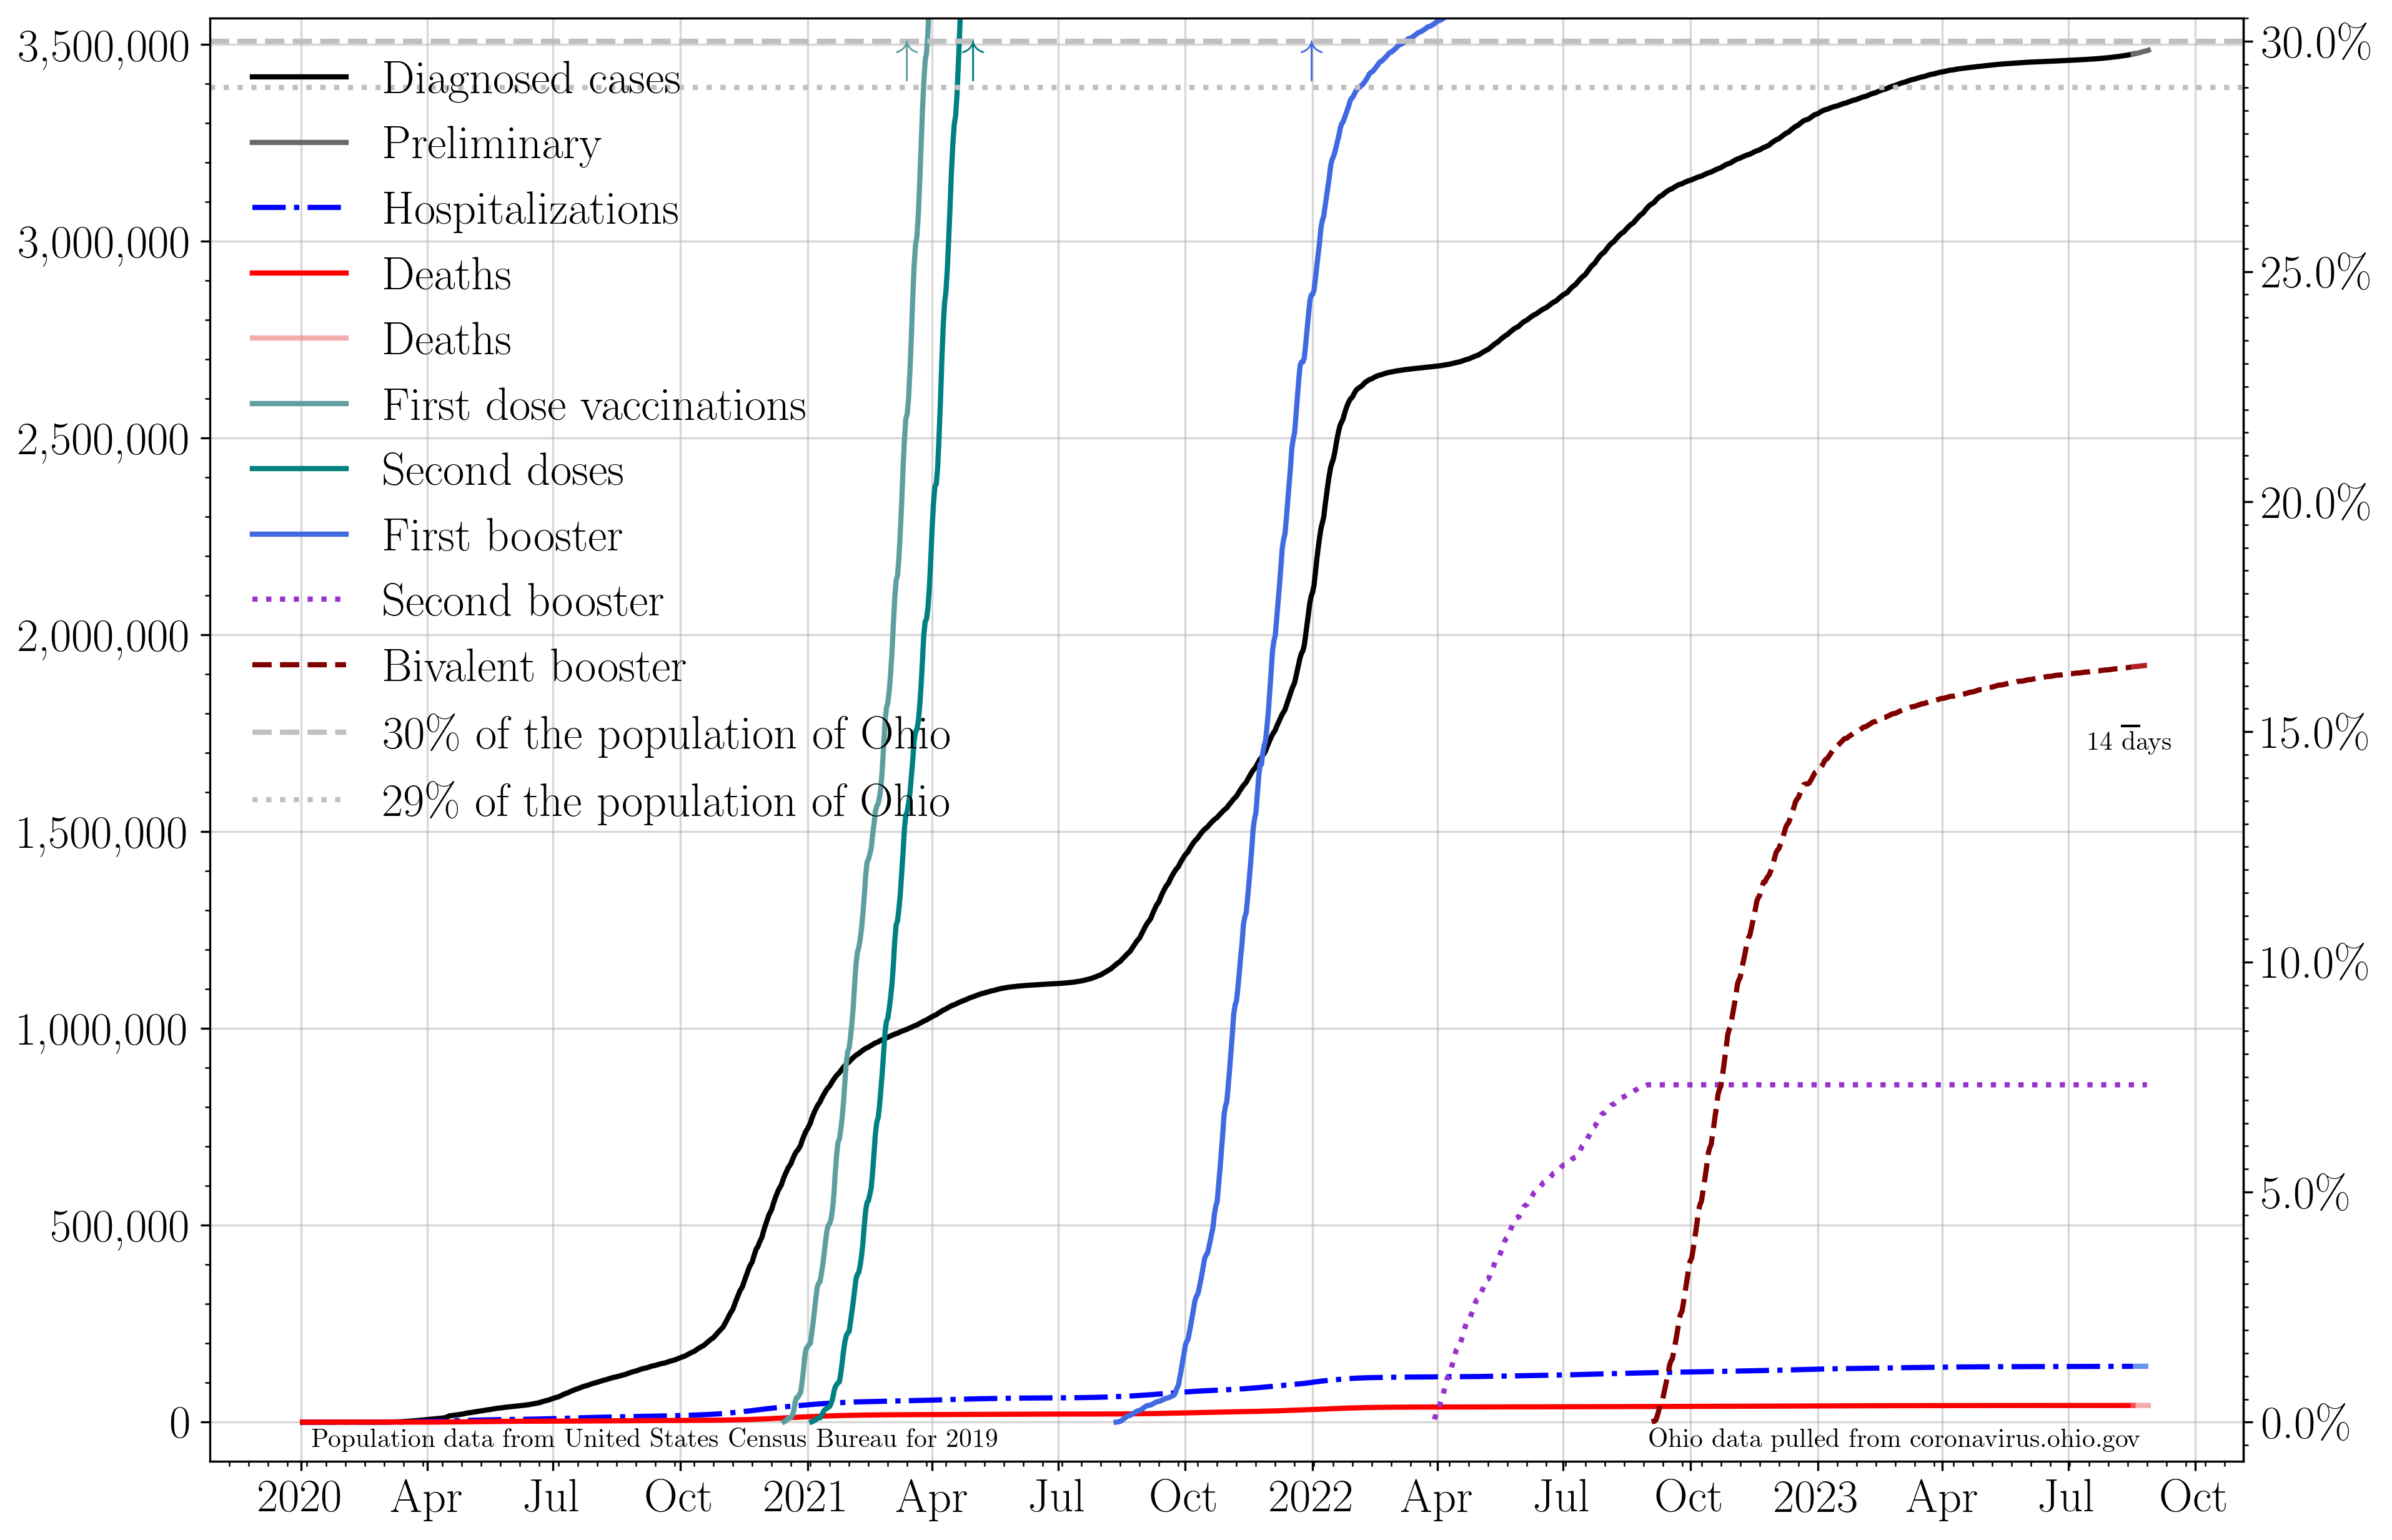 3,500,000
3,000,000
2,500,000
2,000,000
1,500,000
1,000,000
500,000
0
Diagnosed cases
Preliminary
Hospitalizations
Deaths
Deaths
First dose vaccinations
Second doses
First booster
Second booster
Bivalent booster
30% of the population of Ohio
29% of the population of Ohio
30.0%
25.0%
20.0%
15.0%
10.0%
5.0%
0.0%
14 days
Population data from United States Census Bureau for 2019
Ohio data pulled from coronavirus.ohio.gov
2020 Apr Jul Oct 2021 Apr Jul Oct 2022 Apr Jul Oct 2023 Apr Jul Oct